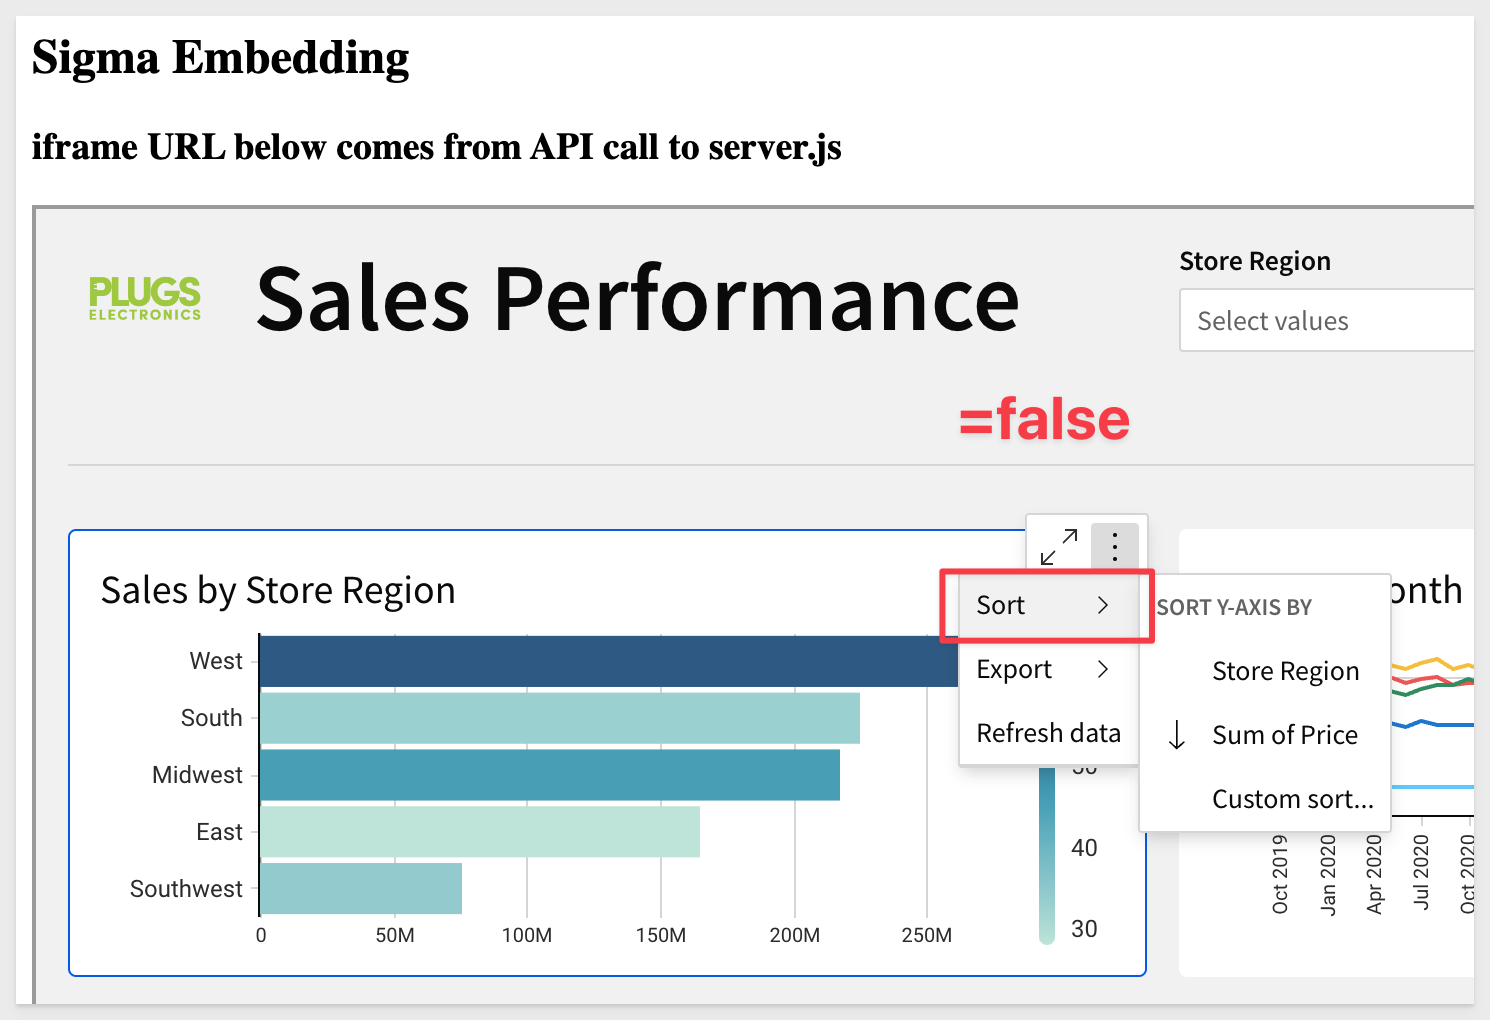 Sigma Embedding
iframe URL below comes from API call to server.js
PLUGS
ELECTRONICS
Sales Performance
Store Region
Select values
=false
Sales by Store Region
Sort
Export
Refresh data
SORT Y-AXIS BY
Store Region
Sum of Price
Custom sort...
onth
West
South
Midwest
East
Southwest
0
50M
100M
150M
200M
250M
40
30
Oct 2019
Jan 2020
Apr 2020
Jul 2020
Oct 2020